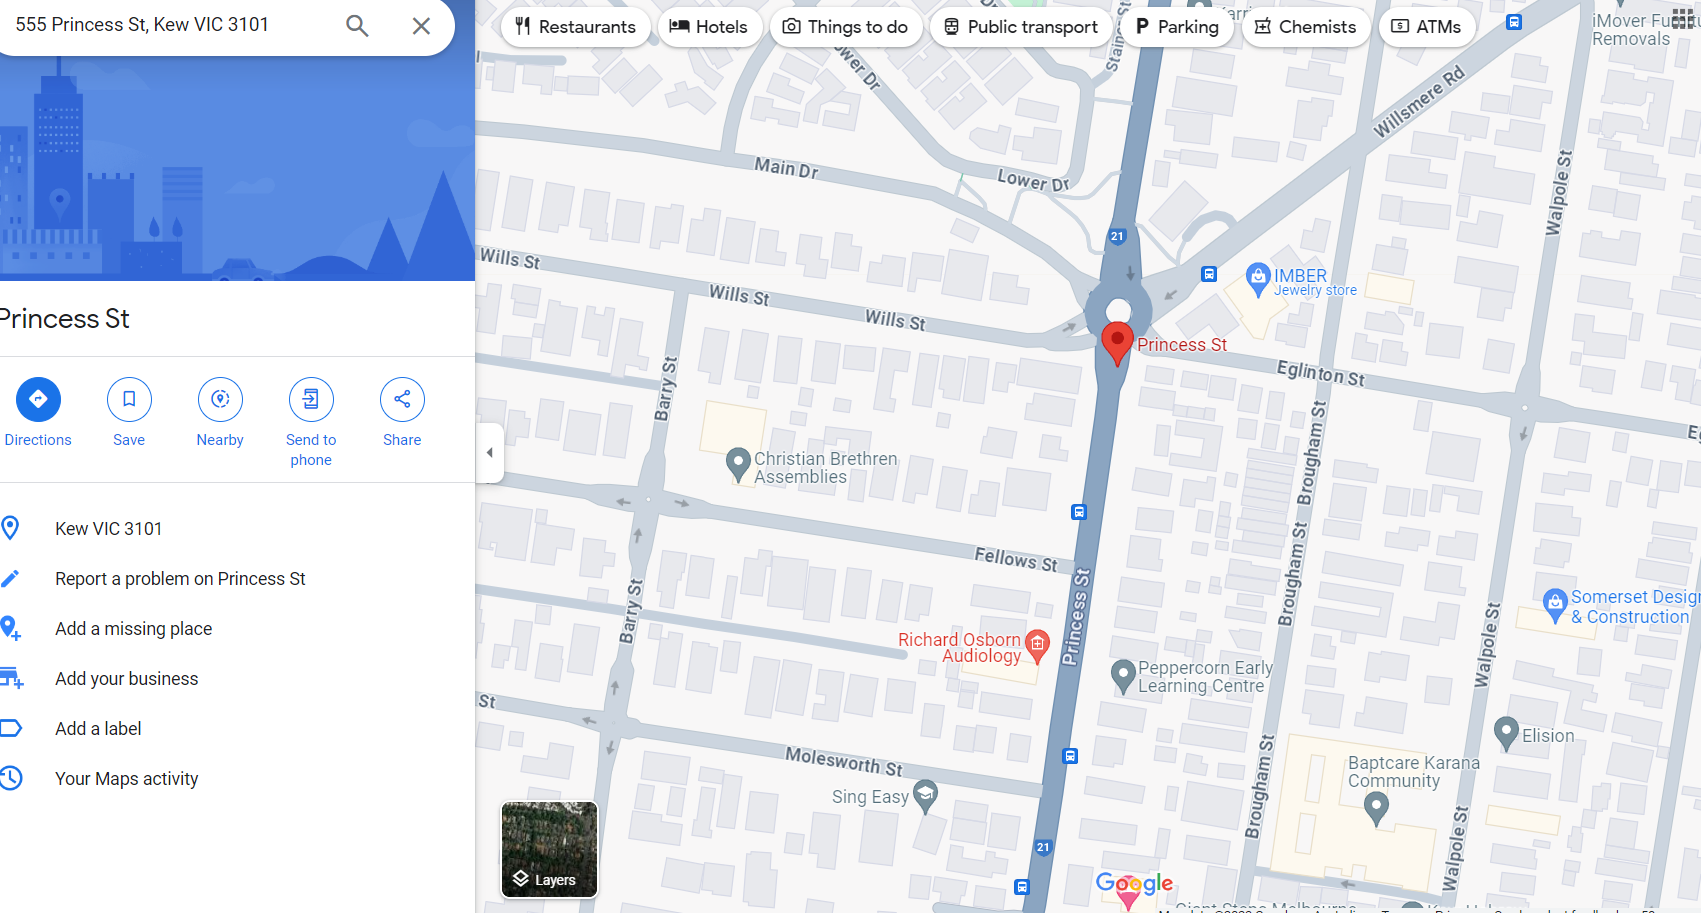 555 Princess St, Kew VIC 3101
Restaurants
Hotels
Things to do
Public transport
Parking
Chemists
ATMs
Princess St
Directions
Save
Nearby
Send to
phone
Share
Kew VIC 3101
Report a problem on Princess St
Add a missing place
Add your business
Add a label
Your Maps activity
Layers
iMover Furnitu
Removals
Lower Dr
Willsmere Rd
Main Dr
Lower Dr
Walpole St
21
Wills St
Wills St
Wills St
IMBER
Jewelry store
Princess St
Eglinton St
Barry St
Brougham St
Christian Brethren
Assemblies
Fellows St
Brougham St
Princess St
Barry St
Somerset Design
& Construction
Richard Osborn
Audiology
Peppercorn Early
Learning Centre
Walpole St
St
Elision
Molesworth St
Brougham St
Baptcare Karana
Community
Sing Easy
Walpole St
21
Google